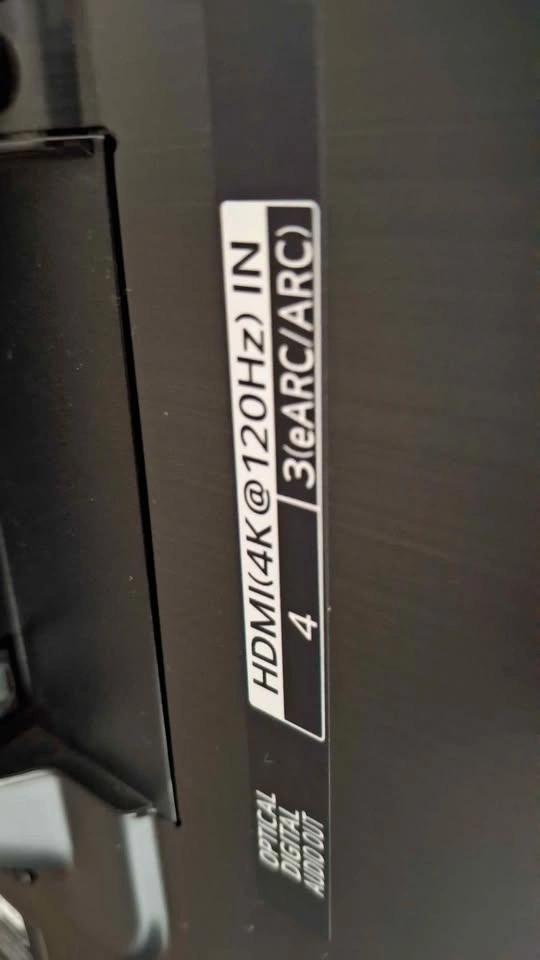 HDMI(4K@120Hz) IN
4 3(eARC/ARC)
OPTICAL
DIGITAL
AUDIO OUT